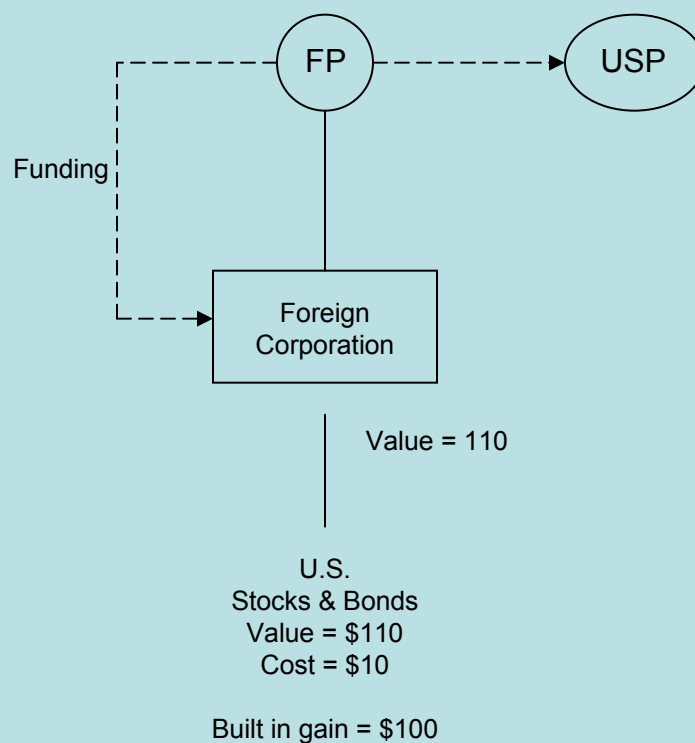 FP
USP
Funding
Foreign
Corporation
Value = 110
U.S.
Stocks & Bonds
Value = $110
Cost = $10
Built in gain = $100